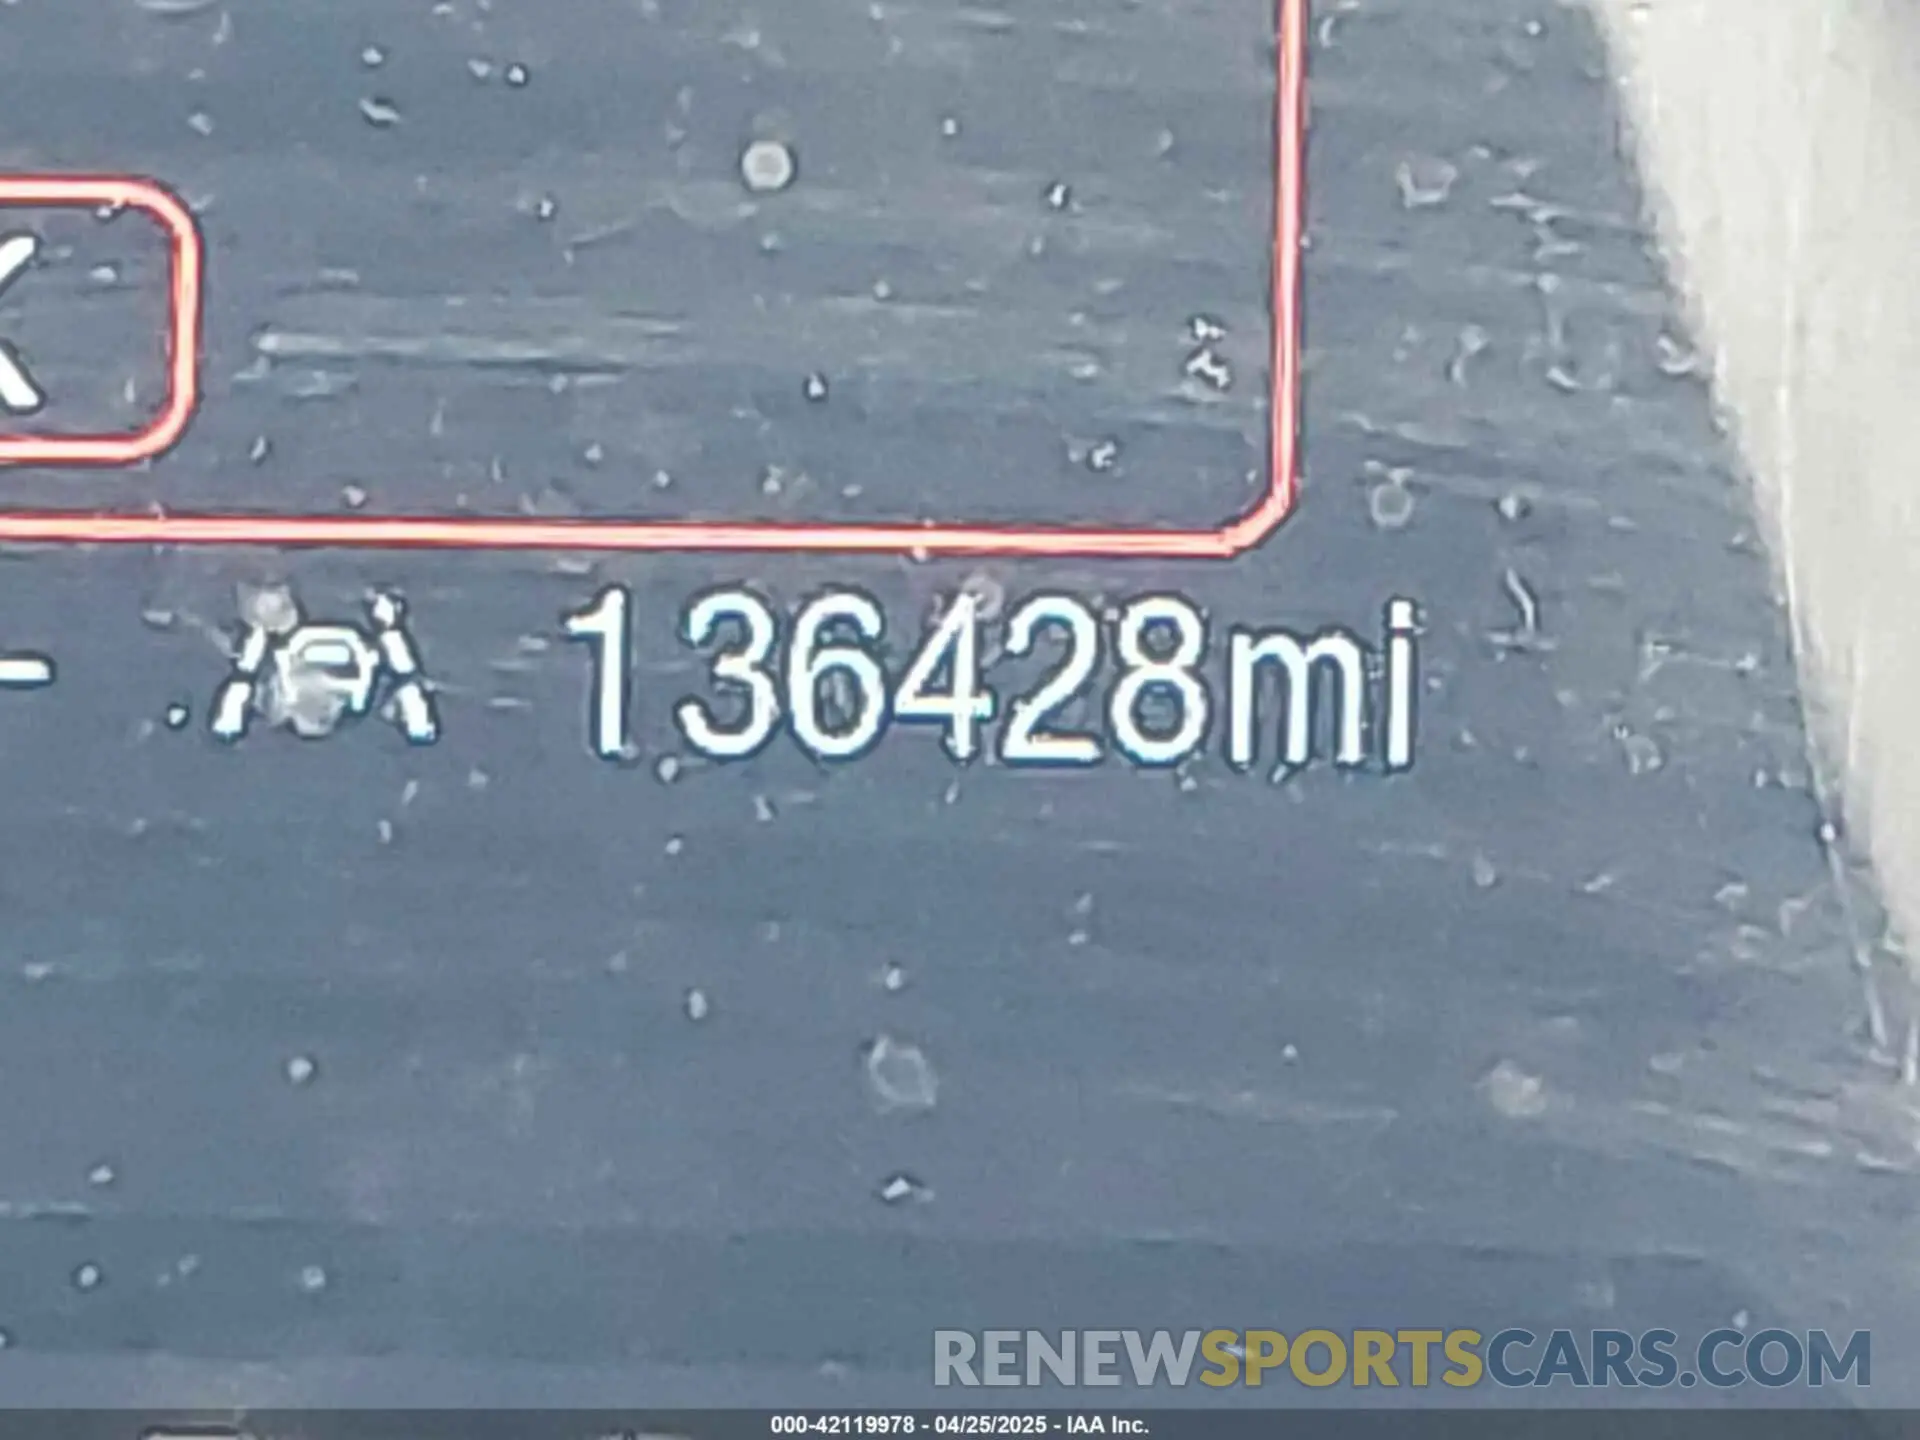 136428mi
RENEWSPORTSCARS.COM
000-42119978 - 04/25/2025 - IAA Inc.